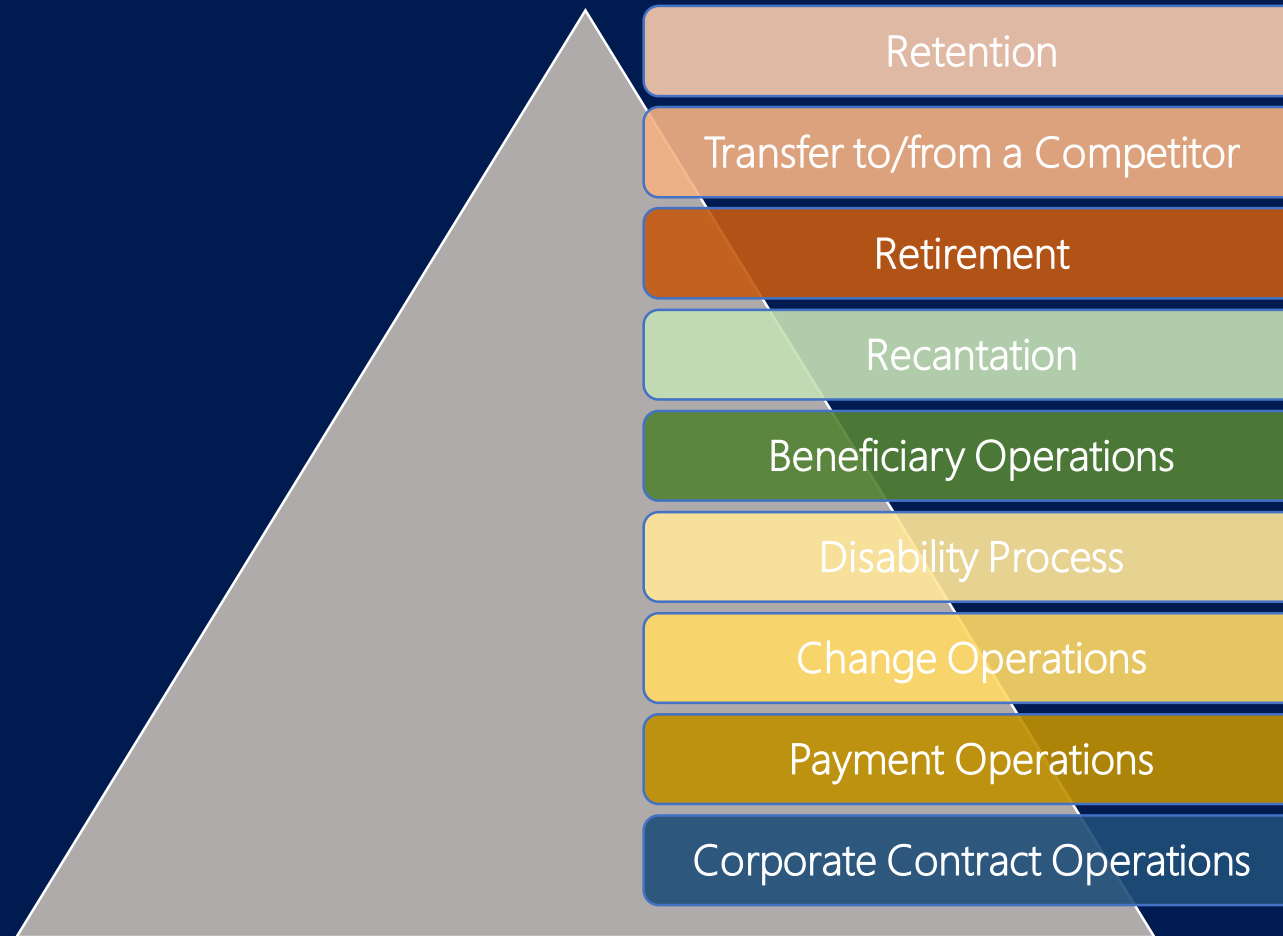 Retention
Transfer to/from a Competitor
Retirement
Recantation
Beneficiary Operations
Disability Process
Change Operations
Payment Operations
Corporate Contract Operations